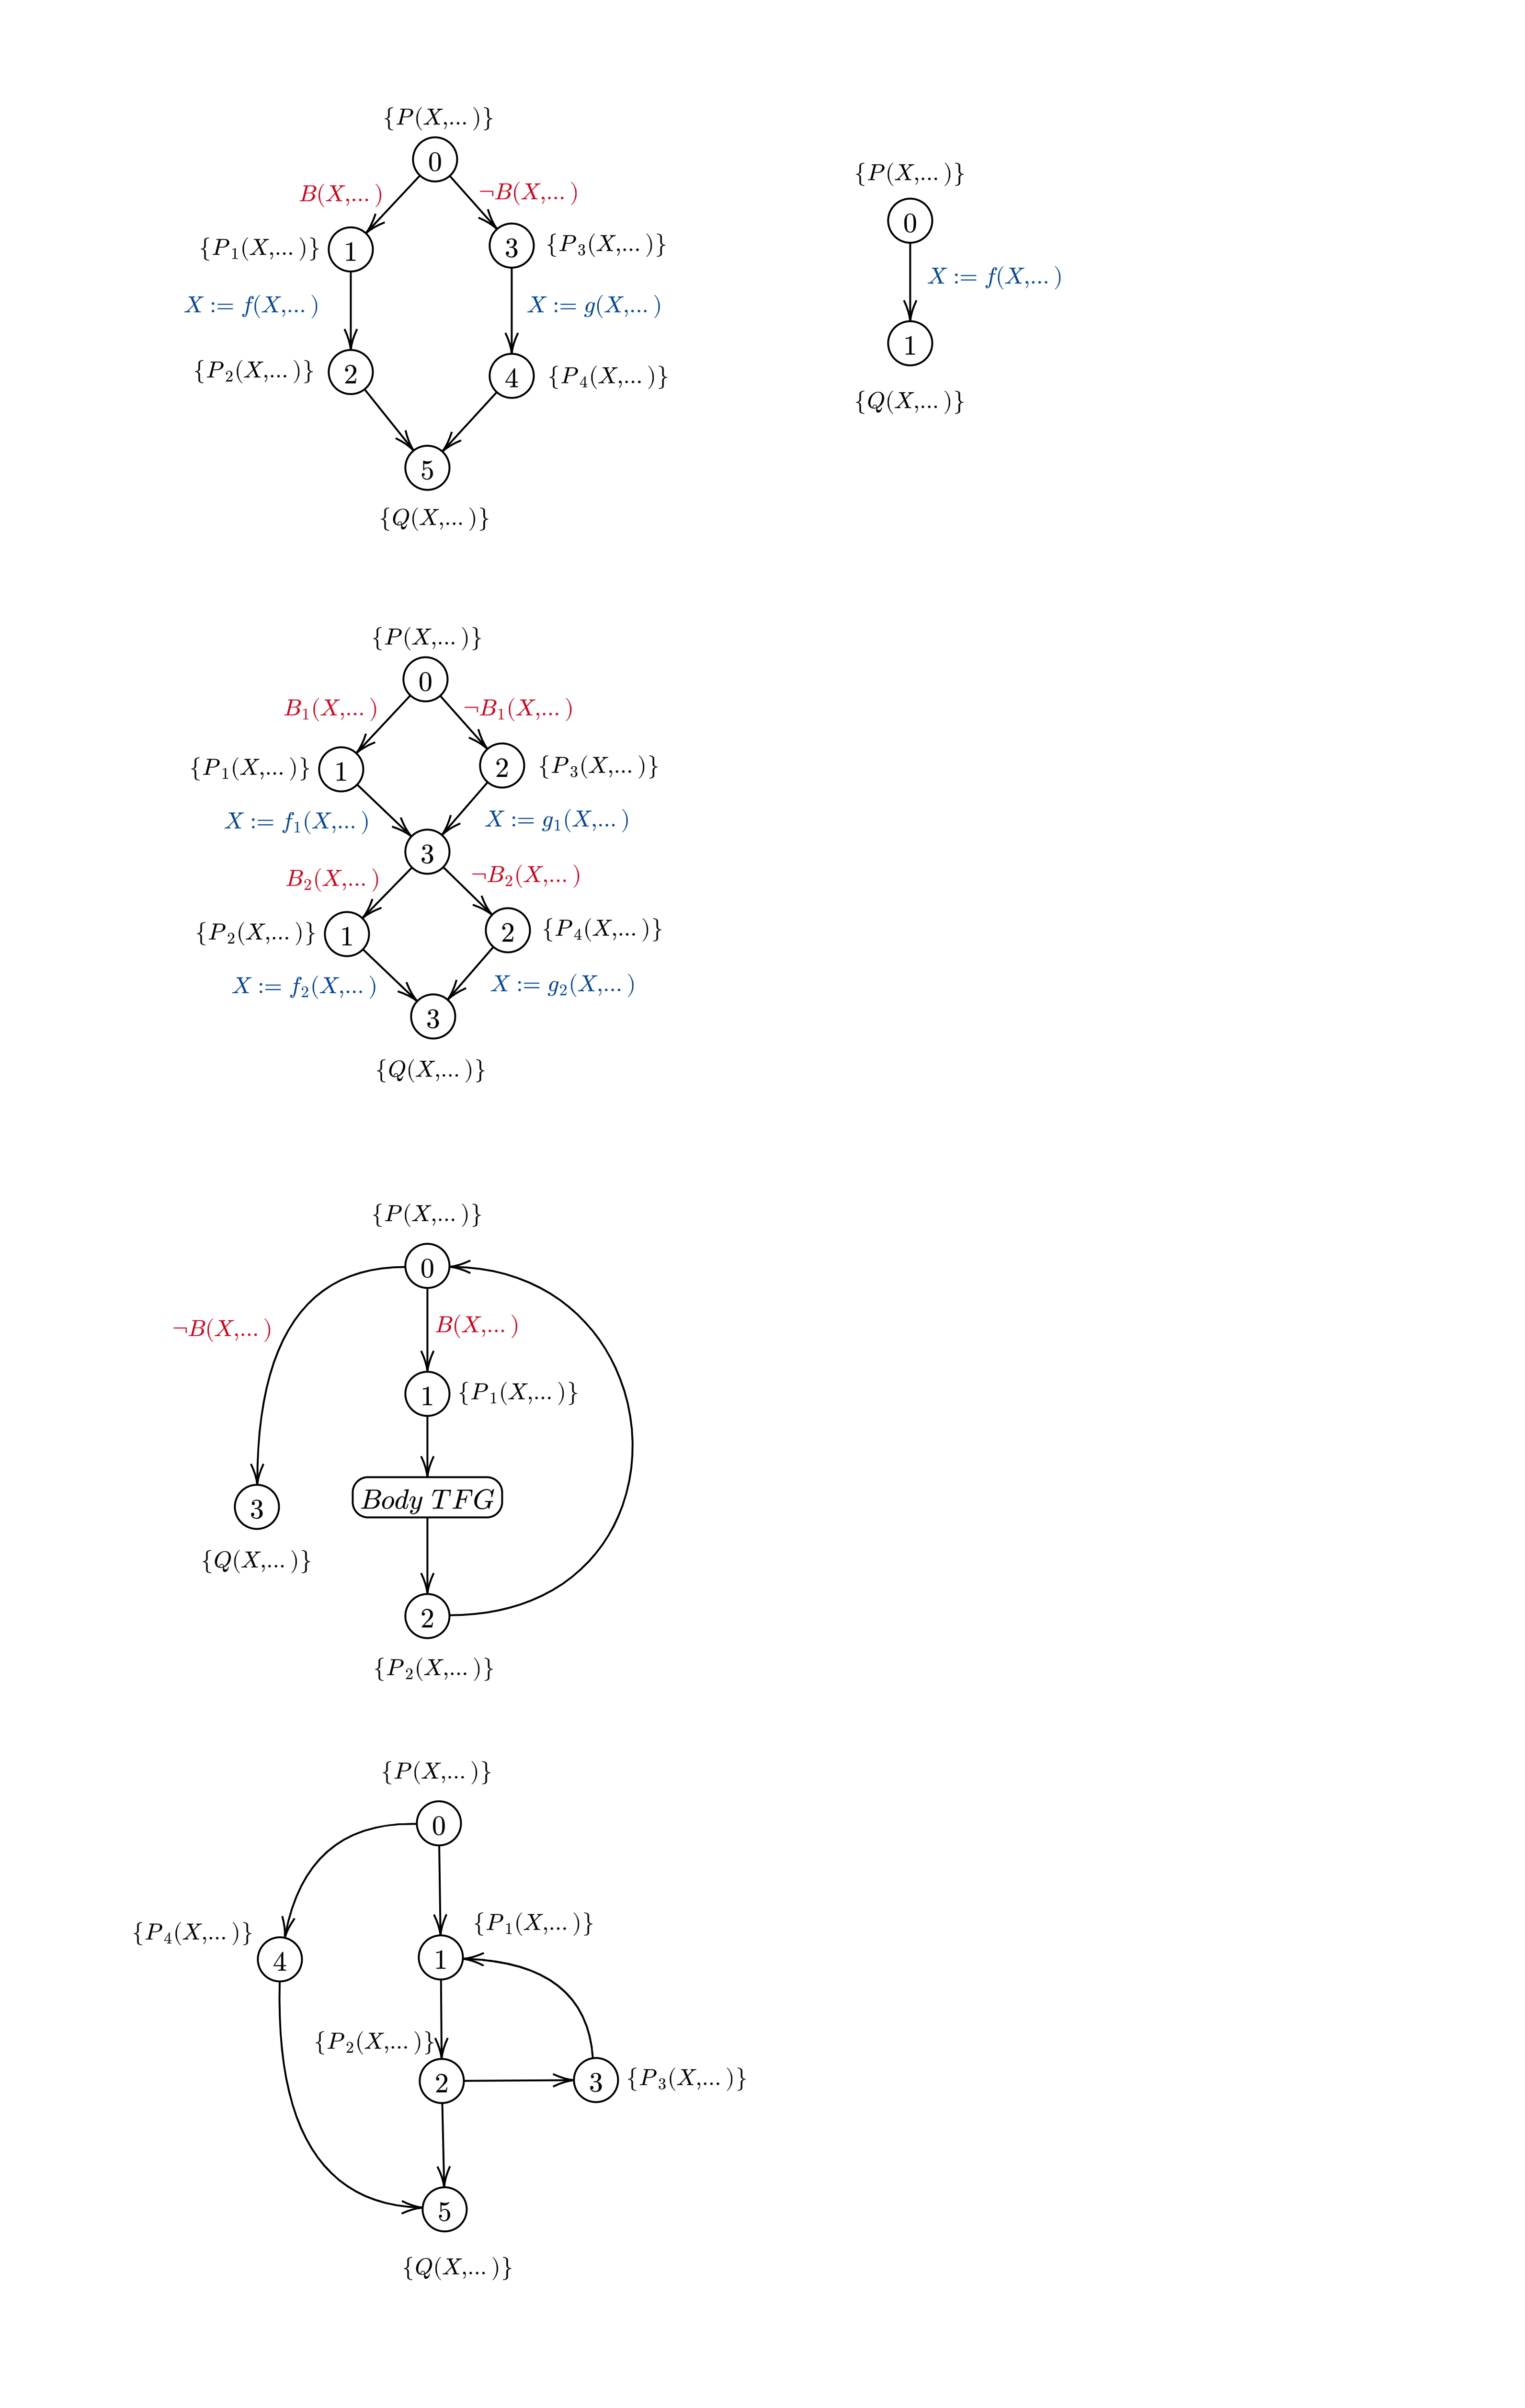 {P(X,...)}
0
B(X,...) ¬B(X,...)
{P₁(X,...)} 1 3 {P₃(X,...)}
X := f(X,...) X := g(X,...)
{P₂(X,...)} 2 4 {P₄(X,...)}
5
{Q(X,...)}
{P(X,...)}
0
X := f(X,...)
1
{Q(X,...)}
{P(X,...)}
0
B₁(X,...) ¬B₁(X,...)
{P₁(X,...)} 1 2 {P₃(X,...)}
X := f₁(X,...) X := g₁(X,...)
3
B₂(X,...) ¬B₂(X,...)
{P₂(X,...)} 1 2 {P₄(X,...)}
X := f₂(X,...) X := g₂(X,...)
3
{Q(X,...)}
{P(X,...)}
0
¬B(X,...) B(X,...)
1 {P₁(X,...)}
Body TFG
3
{Q(X,...)}
2
{P₂(X,...)}
{P(X,...)}
0
{P₁(X,...)}
{P₄(X,...)}
4 1
{P₂(X,...)}
2 3 {P₃(X,...)}
5
{Q(X,...)}